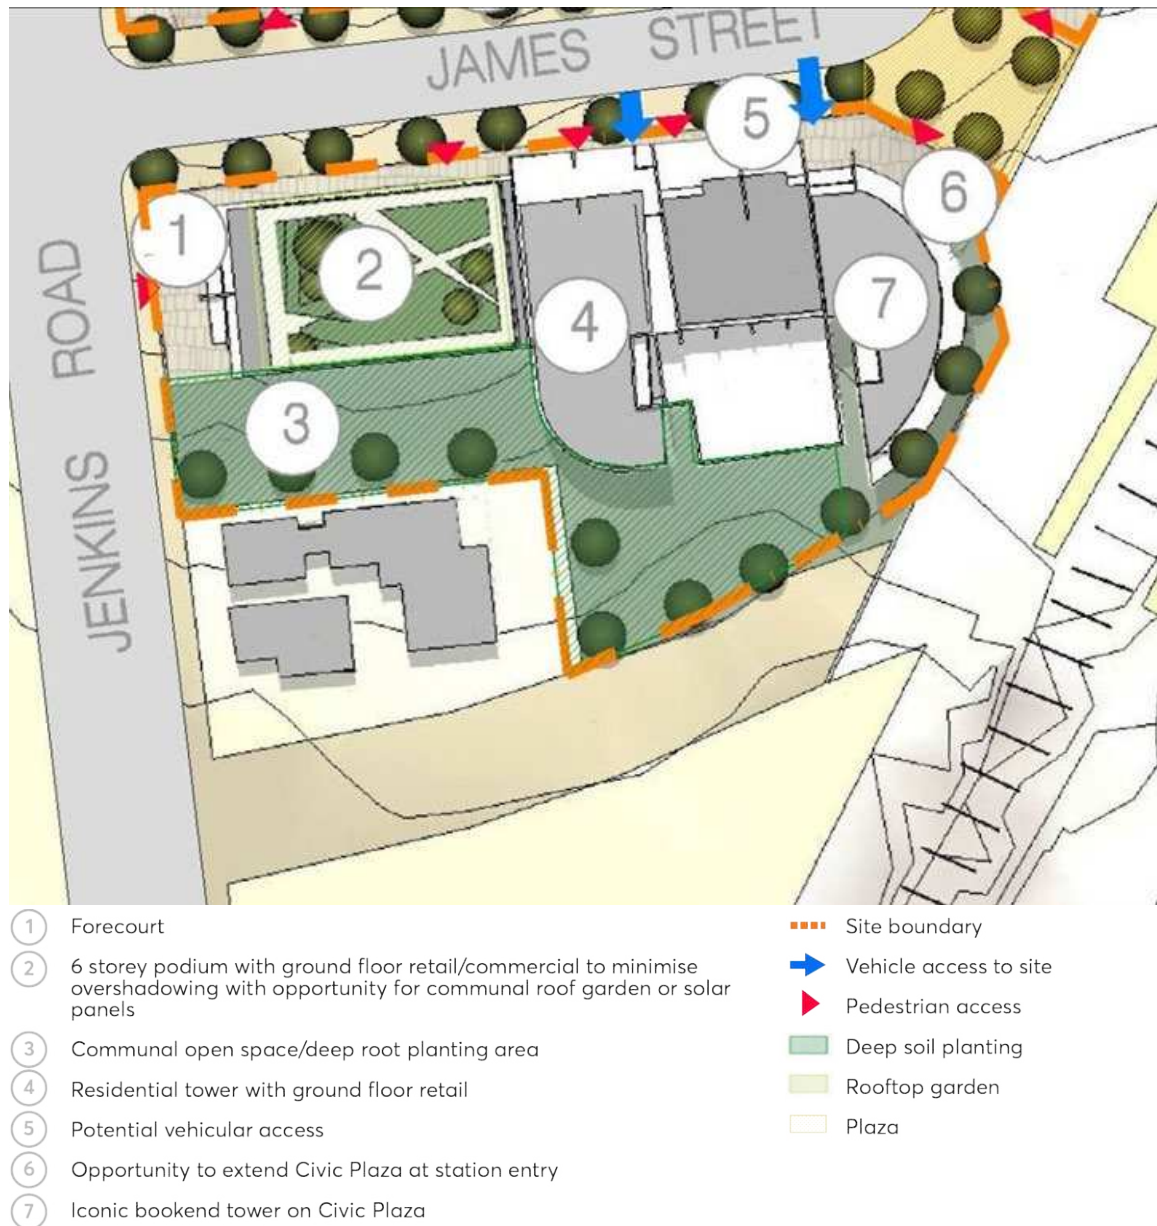 JAMES STREET
JENKINS ROAD
1
2
3
4
5
6
7
1 Forecourt
2 6 storey podium with ground floor retail/commercial to minimise
overshadowing with opportunity for communal roof garden or solar
panels
3 Communal open space/deep root planting area
4 Residential tower with ground floor retail
5 Potential vehicular access
6 Opportunity to extend Civic Plaza at station entry
7 Iconic bookend tower on Civic Plaza
Site boundary
Vehicle access to site
Pedestrian access
Deep soil planting
Rooftop garden
Plaza